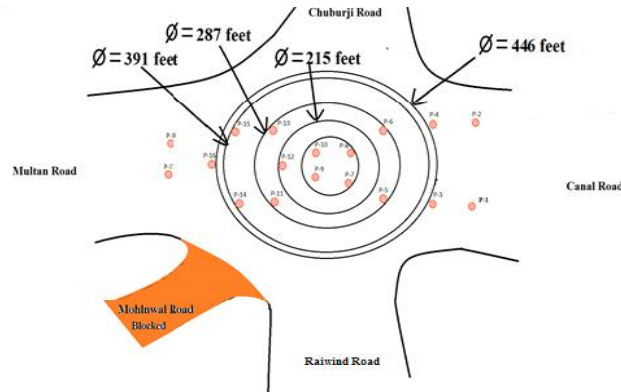 Chuburji Road
Ø= 287 feet
Ø= 446 feet
Ø= 391 feet
Ø= 215 feet
P-15
P-13
P-6
P-4
P-2
P-10
P-16
P-12
Multan Road
P-9
Canal Road
P-7
P-14
P-11
P-5
P-3
P-1
Mohlnwal Road
Blocked
Raiwind Road